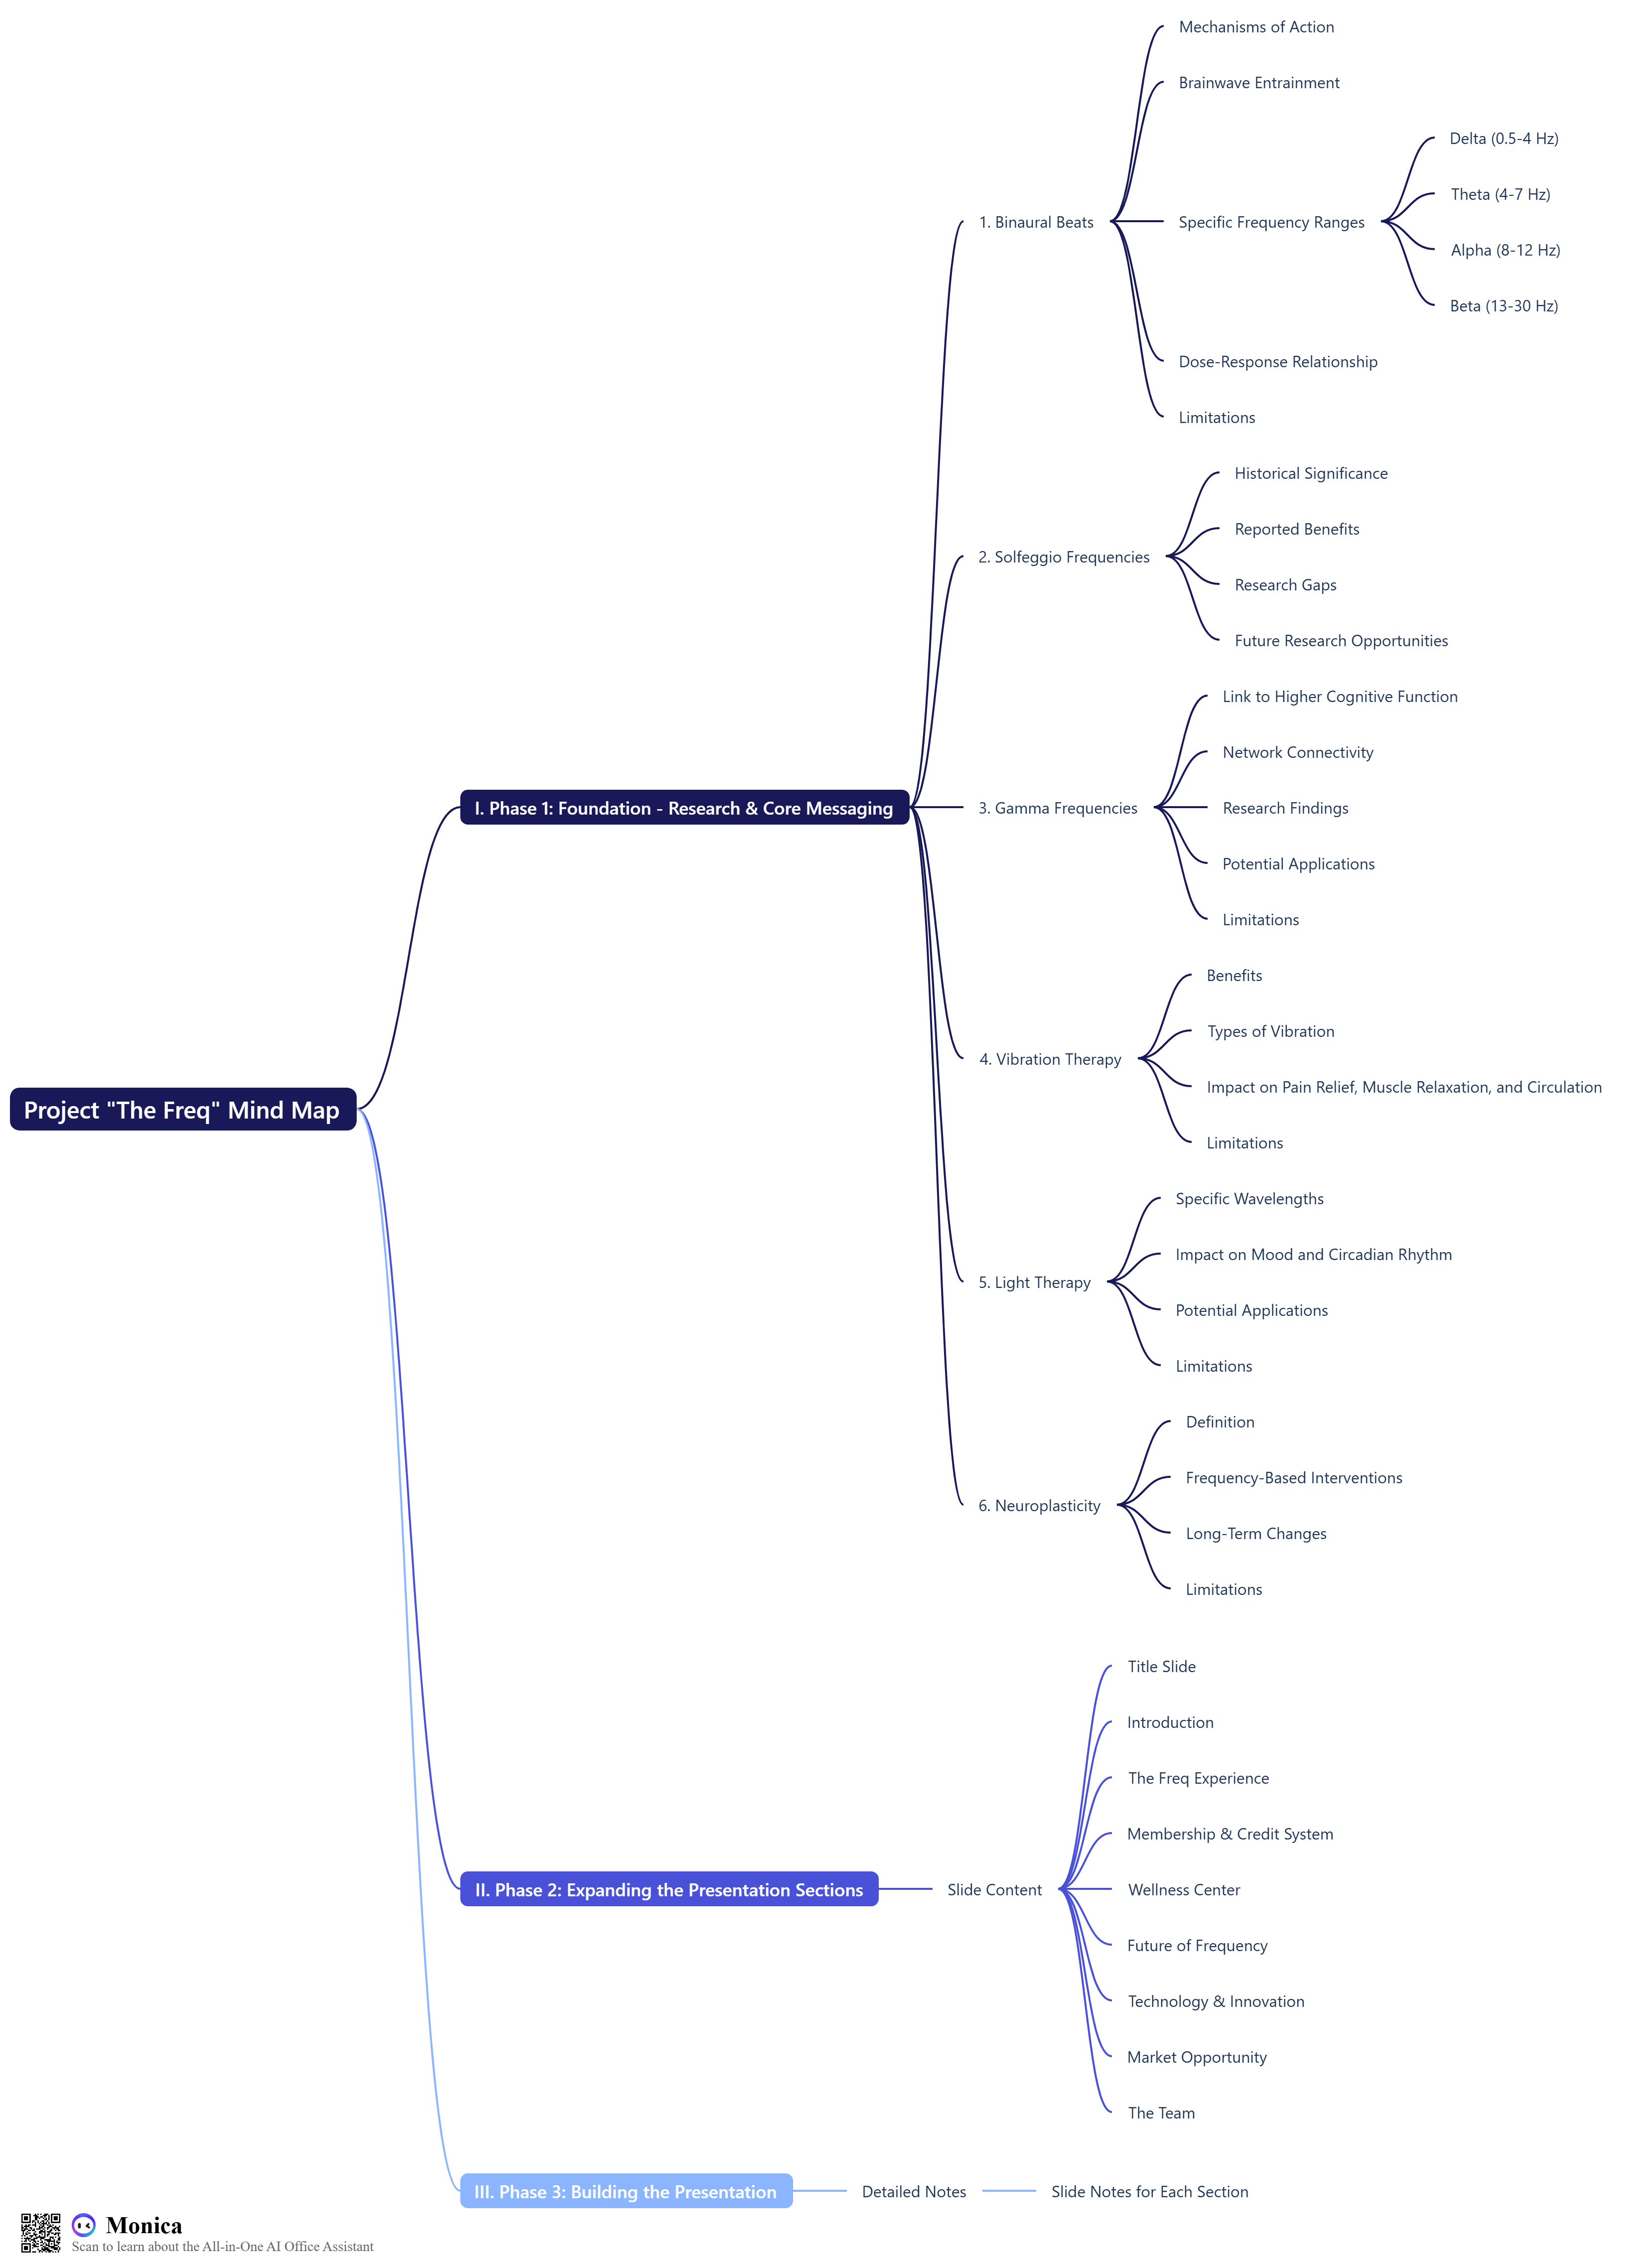 Project "The Freq" Mind Map
I. Phase 1: Foundation - Research & Core Messaging
1. Binaural Beats
Mechanisms of Action
Brainwave Entrainment
Specific Frequency Ranges
Delta (0.5-4 Hz)
Theta (4-7 Hz)
Alpha (8-12 Hz)
Beta (13-30 Hz)
Dose-Response Relationship
Limitations
2. Solfeggio Frequencies
Historical Significance
Reported Benefits
Research Gaps
Future Research Opportunities
3. Gamma Frequencies
Link to Higher Cognitive Function
Network Connectivity
Research Findings
Potential Applications
Limitations
4. Vibration Therapy
Benefits
Types of Vibration
Impact on Pain Relief, Muscle Relaxation, and Circulation
Limitations
5. Light Therapy
Specific Wavelengths
Impact on Mood and Circadian Rhythm
Potential Applications
Limitations
6. Neuroplasticity
Definition
Frequency-Based Interventions
Long-Term Changes
Limitations
II. Phase 2: Expanding the Presentation Sections
Slide Content
Title Slide
Introduction
The Freq Experience
Membership & Credit System
Wellness Center
Future of Frequency
Technology & Innovation
Market Opportunity
The Team
III. Phase 3: Building the Presentation
Detailed Notes
Slide Notes for Each Section
Monica
Scan to learn about the All-in-One AI Office Assistant